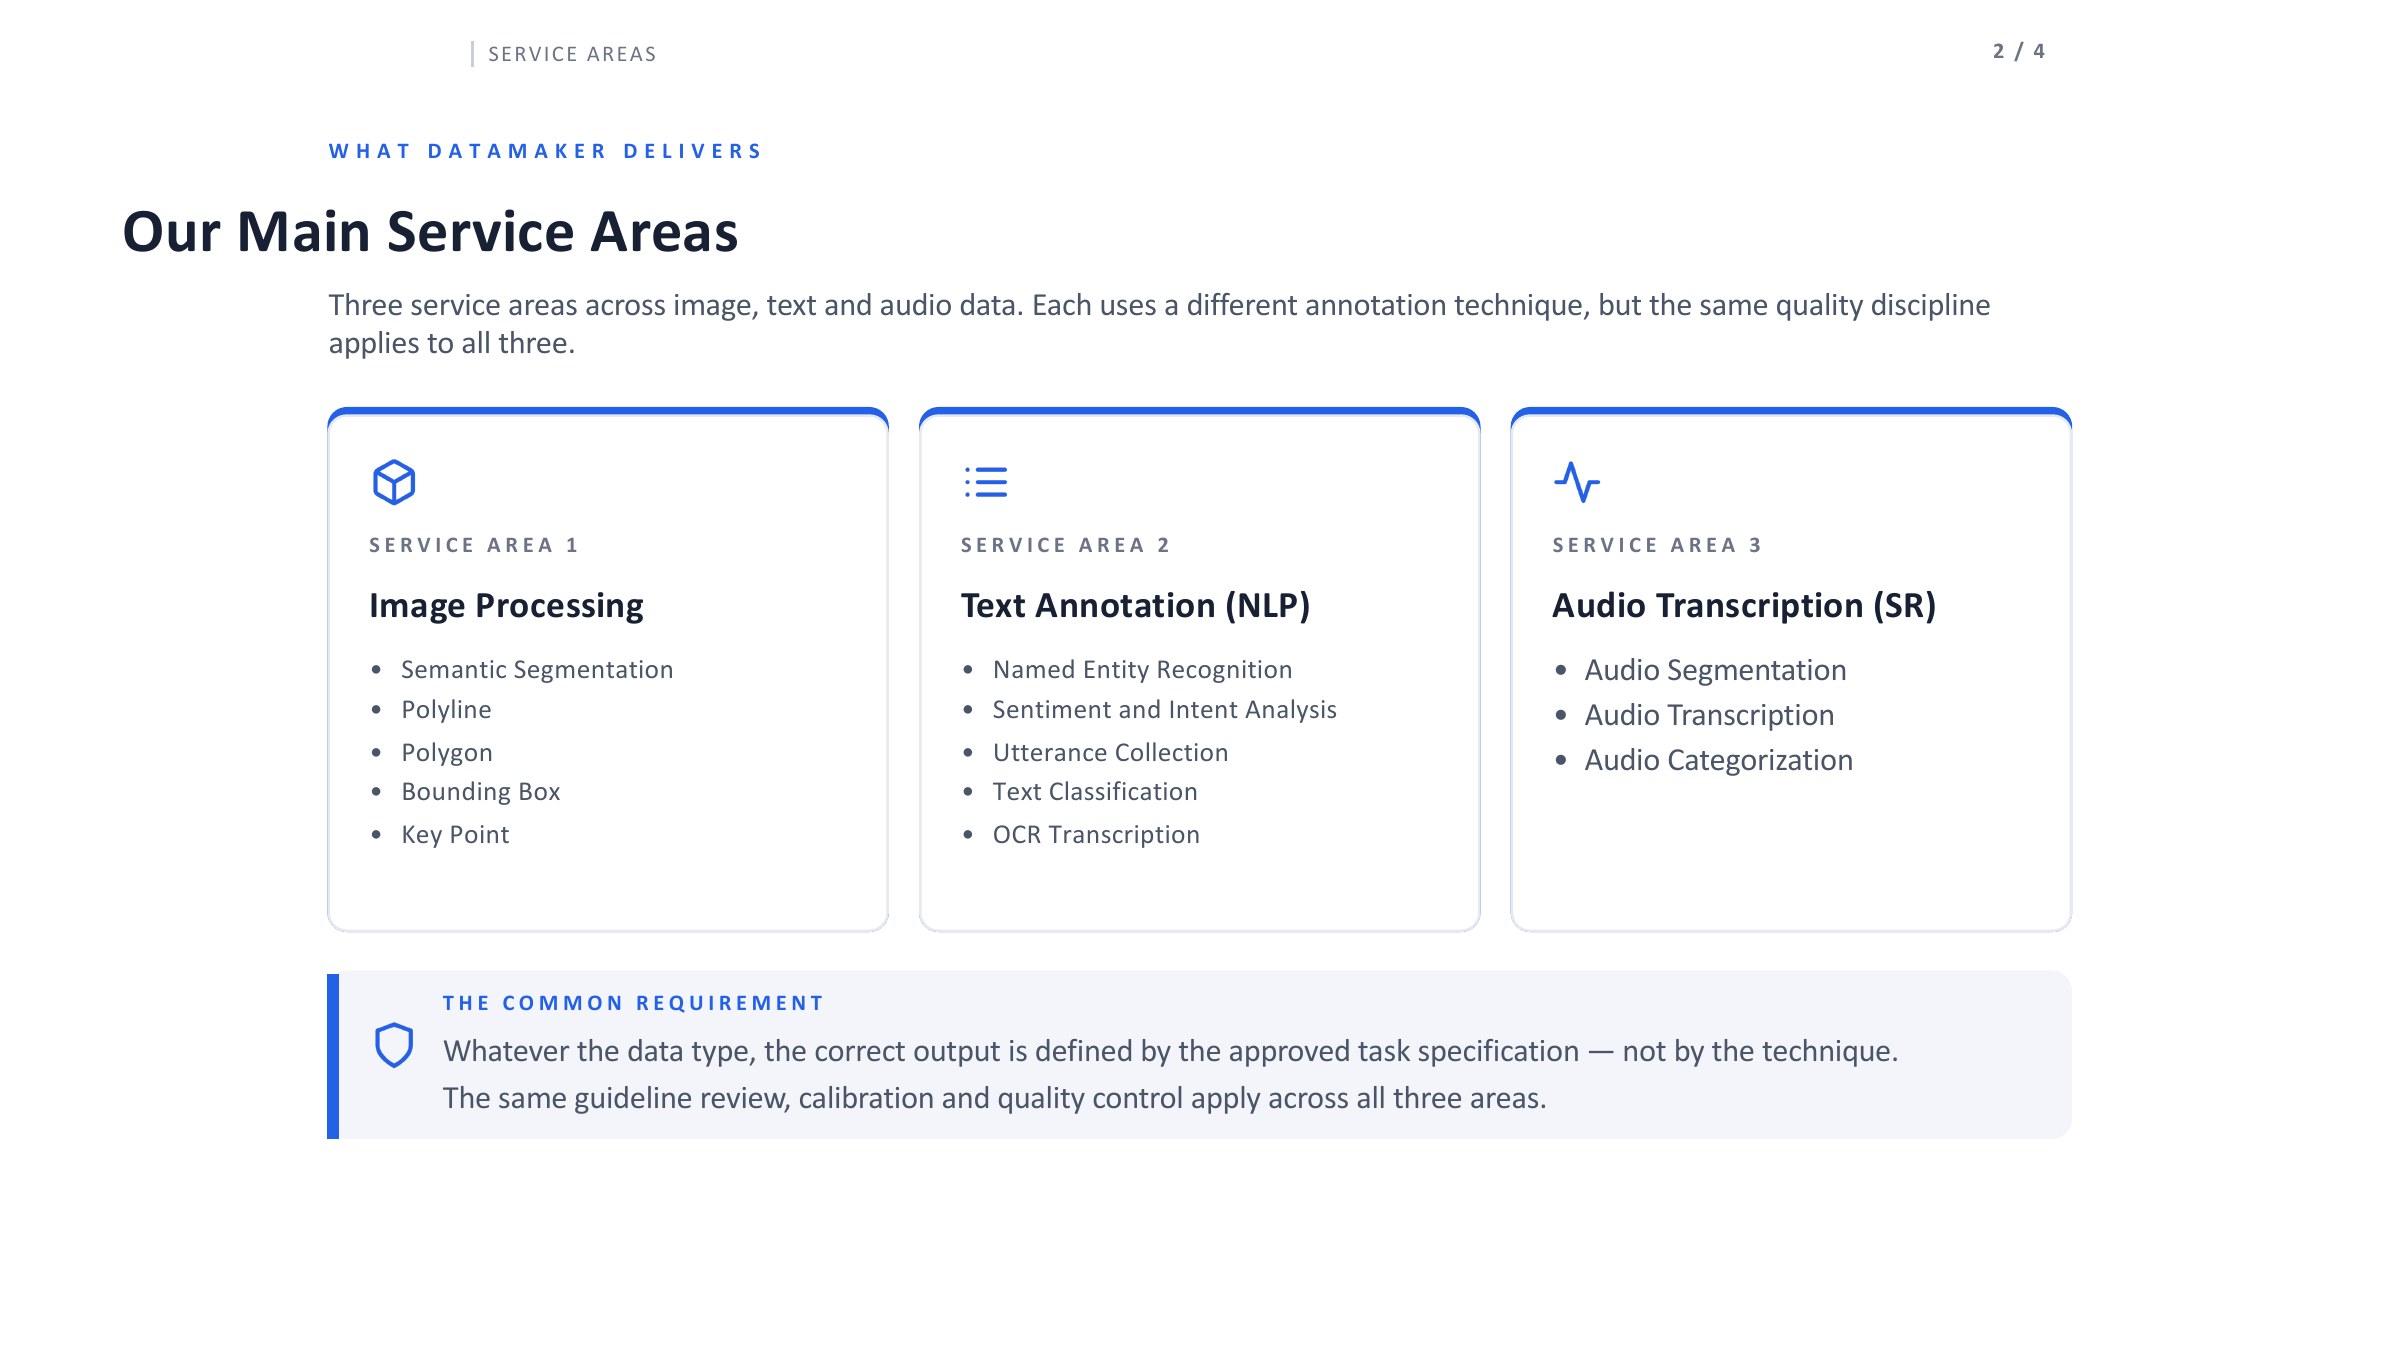 SERVICE AREAS
2 / 4
WHAT DATAMAKER DELIVERS
Our Main Service Areas
Three service areas across image, text and audio data. Each uses a different annotation technique, but the same quality discipline
applies to all three.
SERVICE AREA 1
Image Processing
• Semantic Segmentation
• Polyline
• Polygon
• Bounding Box
• Key Point
SERVICE AREA 2
Text Annotation (NLP)
• Named Entity Recognition
• Sentiment and Intent Analysis
• Utterance Collection
• Text Classification
• OCR Transcription
SERVICE AREA 3
Audio Transcription (SR)
• Audio Segmentation
• Audio Transcription
• Audio Categorization
THE COMMON REQUIREMENT
Whatever the data type, the correct output is defined by the approved task specification — not by the technique.
The same guideline review, calibration and quality control apply across all three areas.